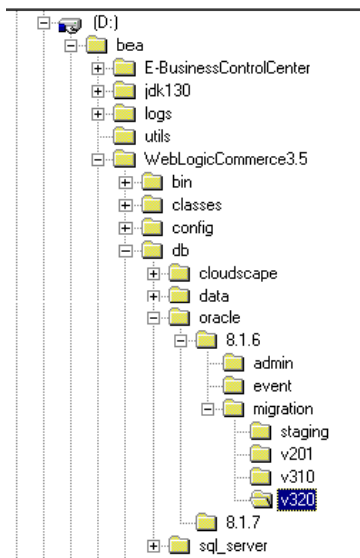 (D:)
bea
E-BusinessControlCenter
jdk130
logs
utils
WebLogicCommerce3.5
bin
classes
config
db
cloudscape
data
oracle
8.1.6
admin
event
migration
staging
v201
v310
v320
8.1.7
sql_server